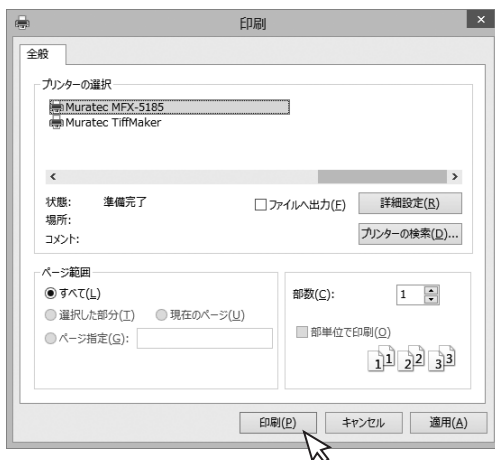 印刷
全般
プリンターの選択
Muratec MFX-5185
Muratec TiffMaker
状態: 準備完了
場所:
コメント:
ファイルへ出力(F)
詳細設定(R)
プリンターの検索(D)...
ページ範囲
すべて(L)
選択した部分(T) 現在のページ(U)
ページ指定(G):
部数(C): 1
部単位で印刷(O)
1 1 2 2 3 3
印刷(P) キャンセル 適用(A)